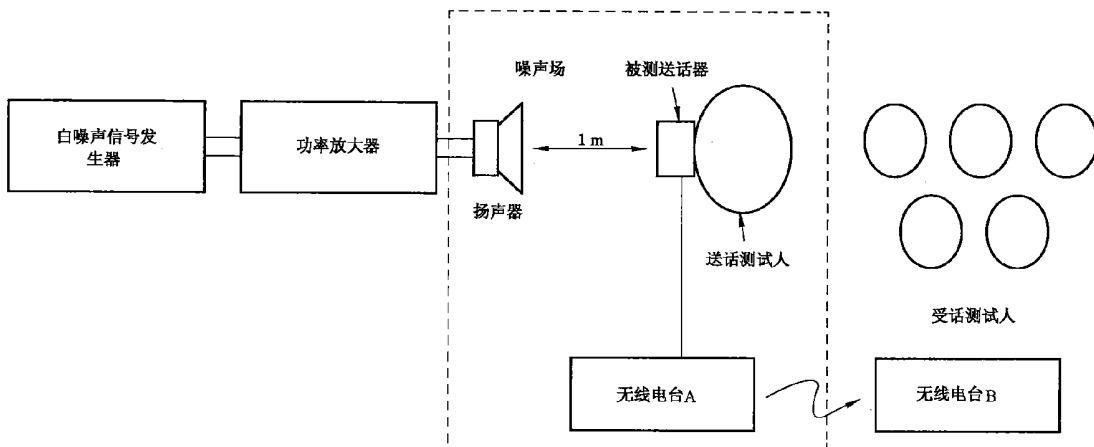 噪声场
被测送话器
白噪声信号发
生器
功率放大器
1 m
扬声器
送话测试人
受话测试人
无线电台A
无线电台B